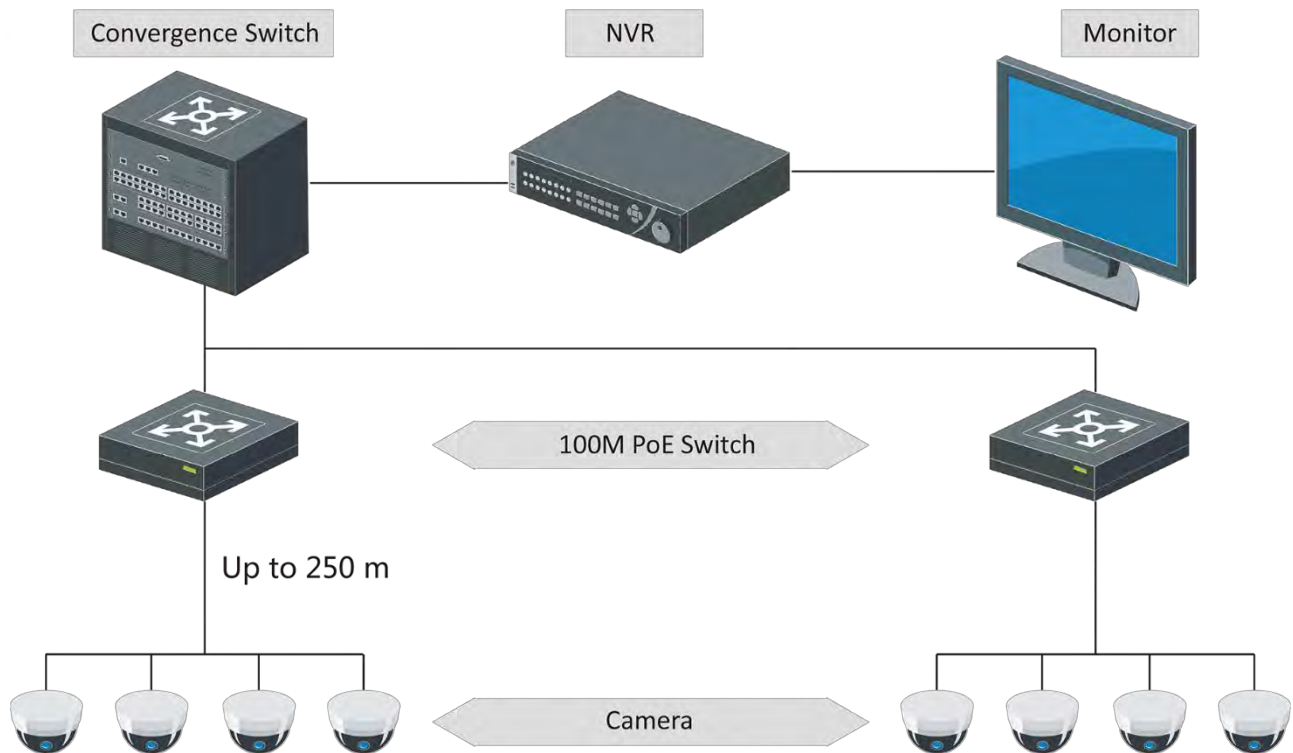 Convergence Switch
NVR
Monitor
100M PoE Switch
Up to 250 m
Camera